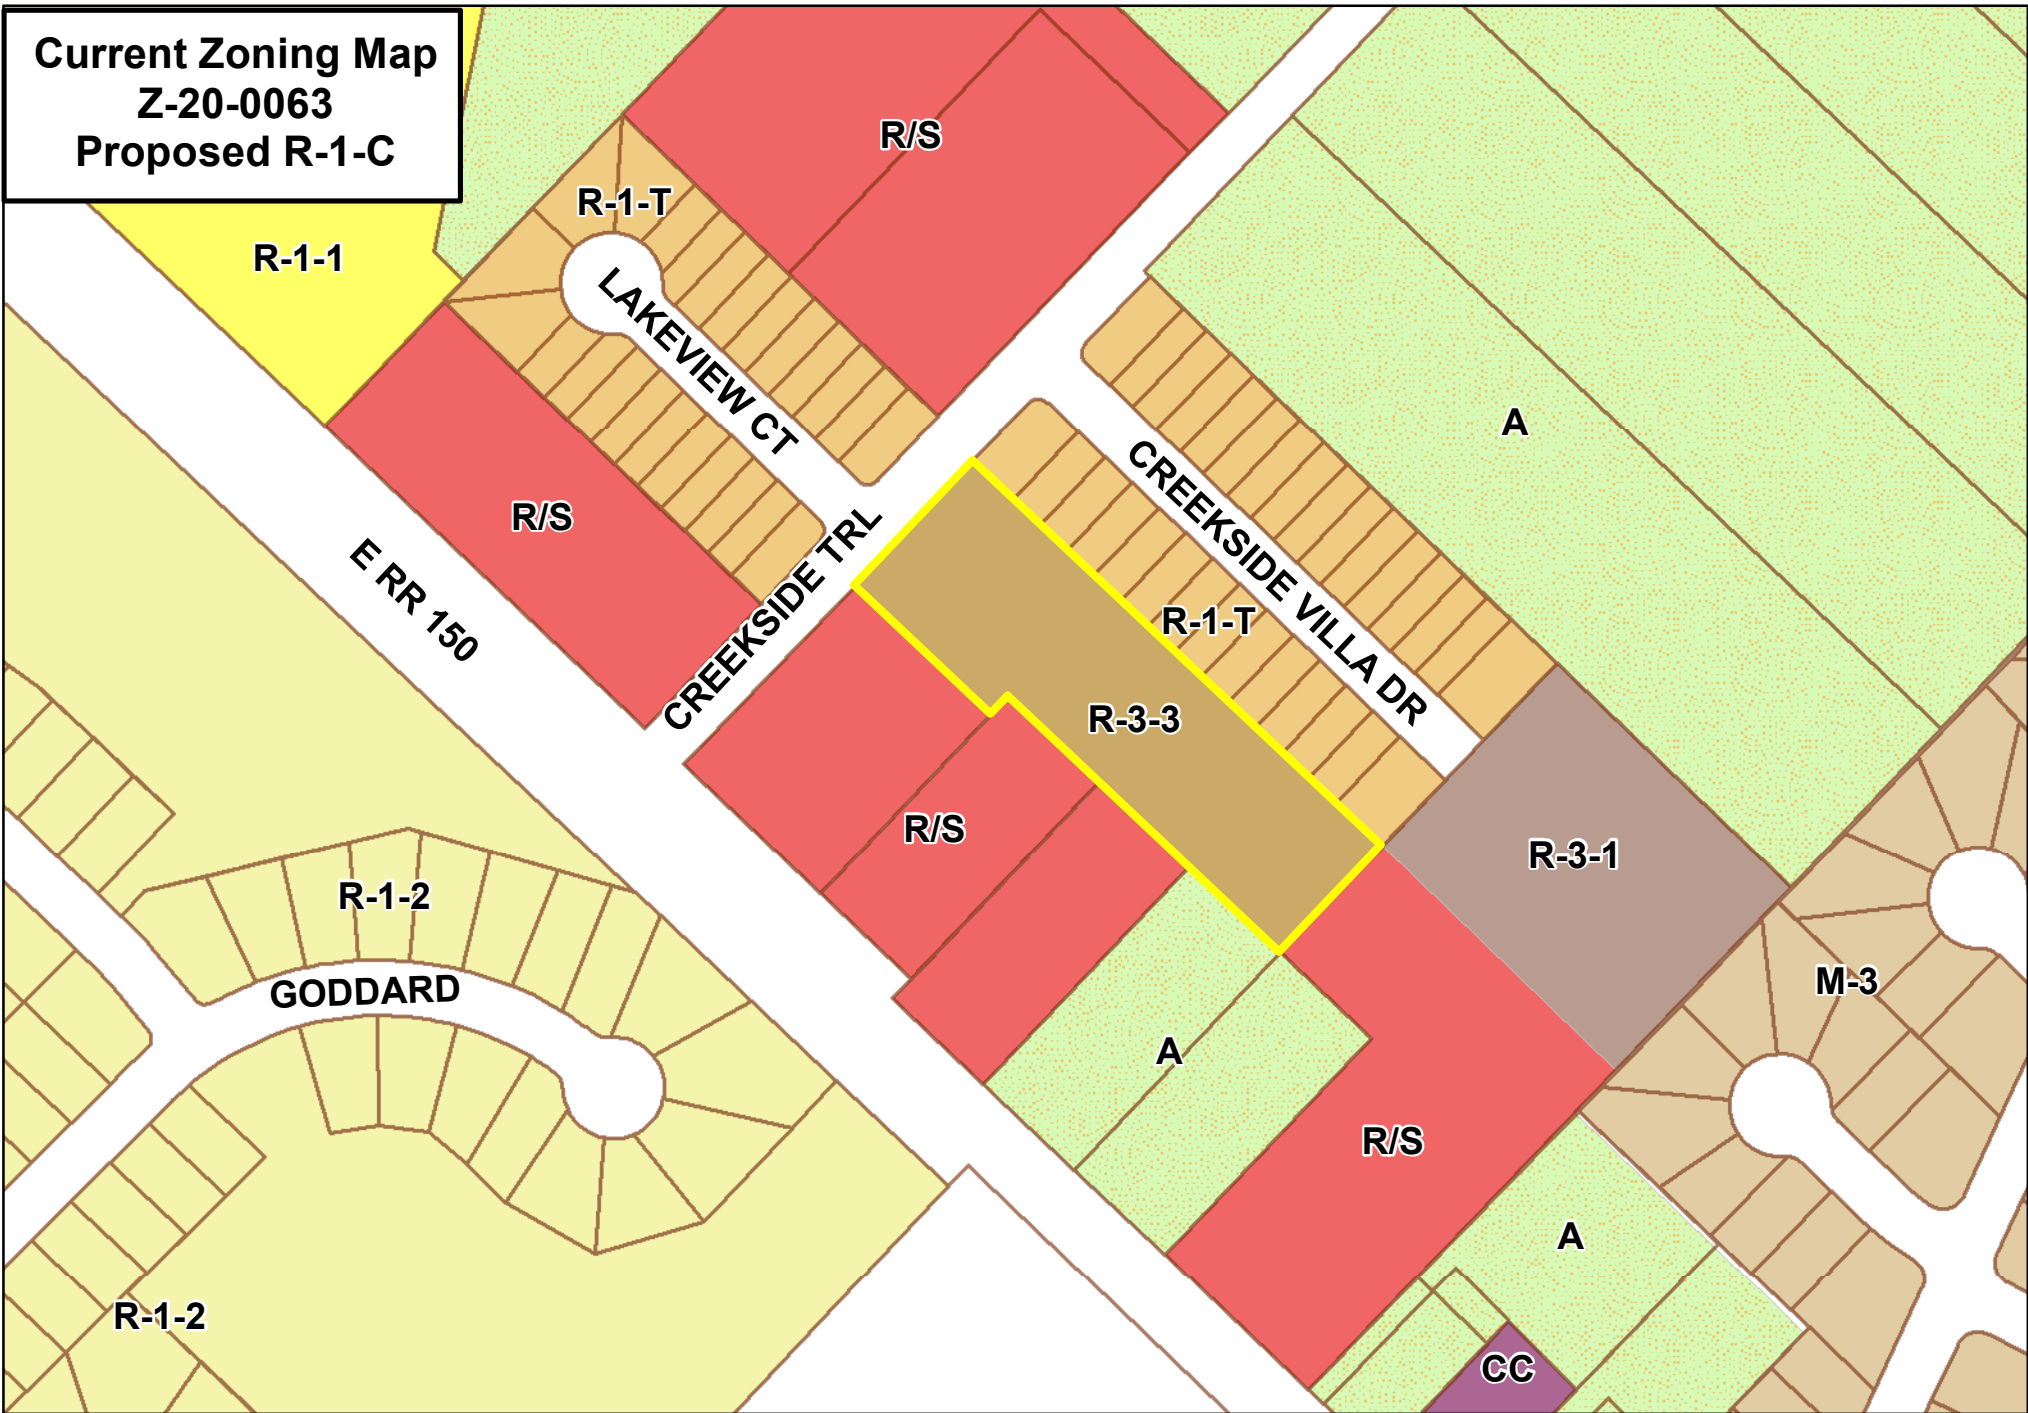 Current Zoning Map
Z-20-0063
Proposed R-1-C
R/S
R-1-T
R-1-1
LAKEVIEW CT
A
CREEKSIDE VILLA DR
R/S
E RR 150
CREEKSIDE TRL
R-1-T
R-3-3
R/S
R-3-1
R-1-2
M-3
GODDARD
A
R/S
A
R-1-2
CC